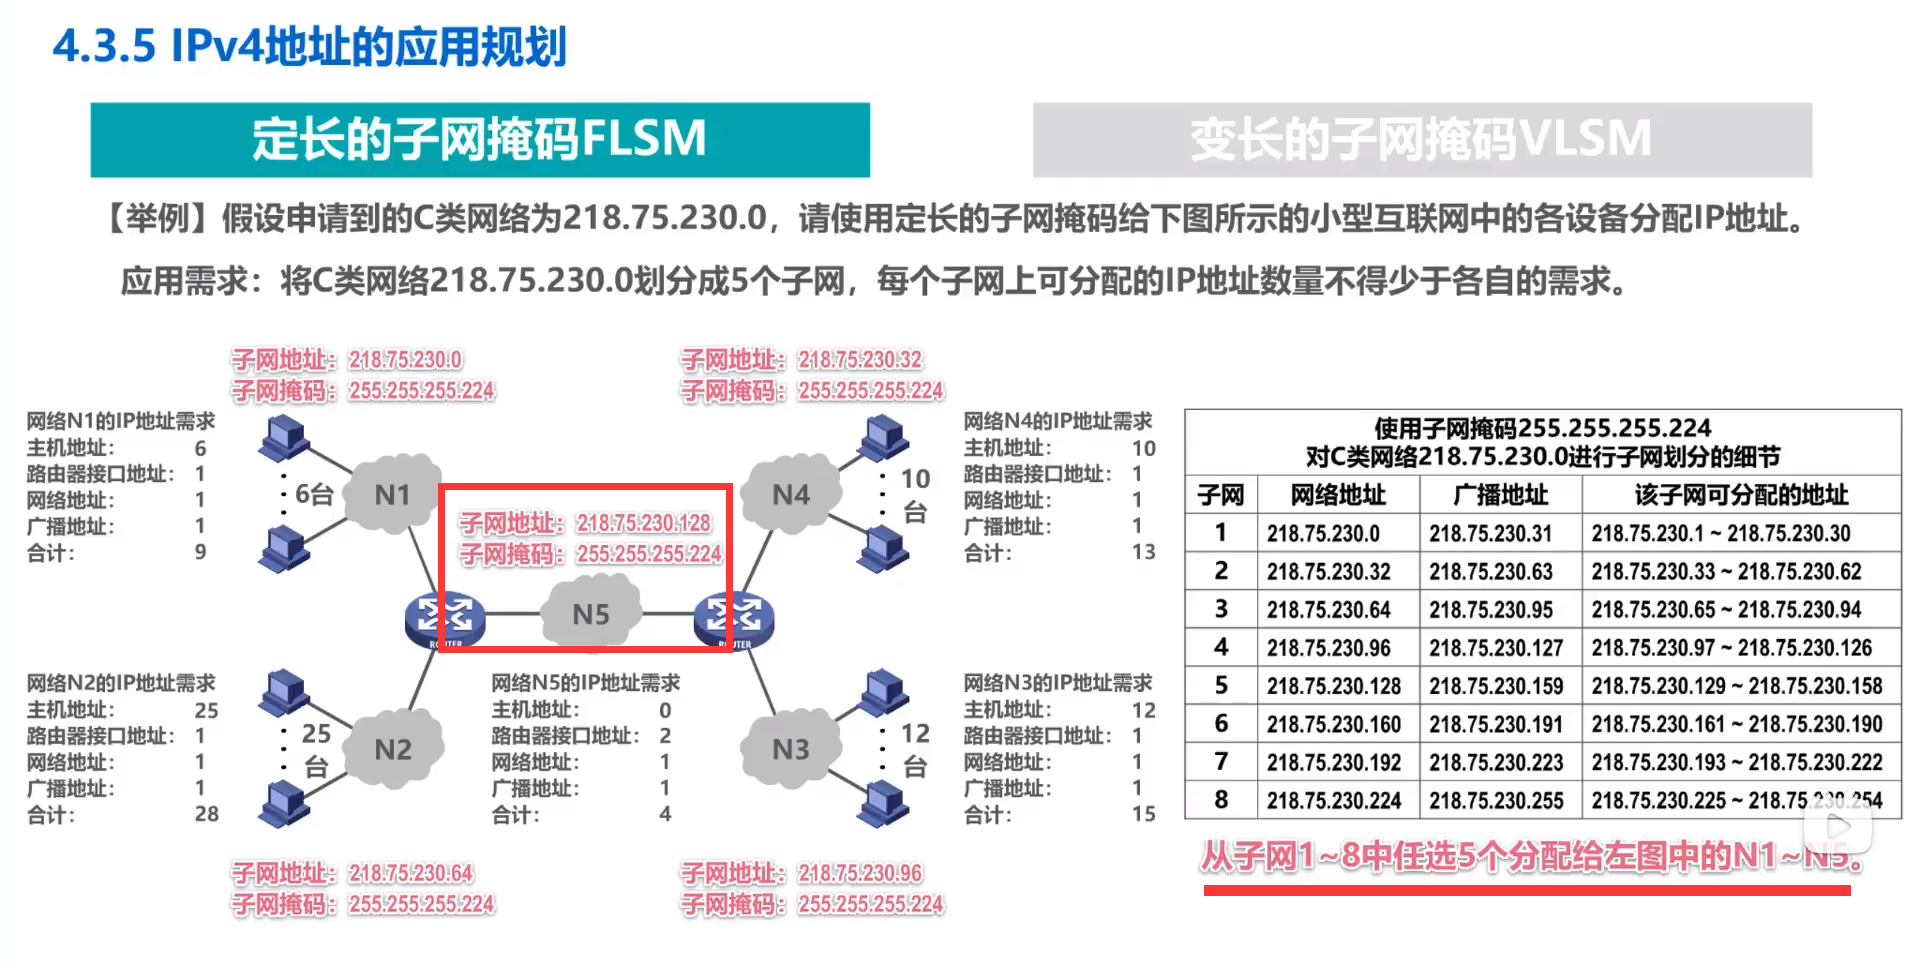 4.3.5 IPv4地址的应用规划
定长的子网掩码FLSM
变长的子网掩码VLSM
【举例】假设申请到的C类网络为218.75.230.0，请使用定长的子网掩码给下图所示的小型互联网中的各设备分配IP地址。
应用需求：将C类网络218.75.230.0划分成5个子网，每个子网上可分配的IP地址数量不得少于各自的需求。
子网地址：218.75.230.0
子网掩码：255.255.255.224
网络N1的IP地址需求
主机地址： 6
路由器接口地址： 1
网络地址： 1
广播地址： 1
合计： 9
6台
N1
子网地址：218.75.230.32
子网掩码：255.255.255.224
N4
10
台
网络N4的IP地址需求
主机地址： 10
路由器接口地址： 1
网络地址： 1
广播地址： 1
合计： 13
子网地址：218.75.230.128
子网掩码：255.255.255.224
ROUTER
N5
ROUTER
网络N2的IP地址需求
主机地址： 25
路由器接口地址： 1
网络地址： 1
广播地址： 1
合计： 28
25
台
N2
网络N5的IP地址需求
主机地址： 0
路由器接口地址： 2
网络地址： 1
广播地址： 1
合计： 4
N3
12
台
网络N3的IP地址需求
主机地址： 12
路由器接口地址： 1
网络地址： 1
广播地址： 1
合计： 15
子网地址：218.75.230.64
子网掩码：255.255.255.224
子网地址：218.75.230.96
子网掩码：255.255.255.224
使用子网掩码255.255.255.224
对C类网络218.75.230.0进行子网划分的细节
子网 网络地址 广播地址 该子网可分配的地址
1 218.75.230.0 218.75.230.31 218.75.230.1 ~ 218.75.230.30
2 218.75.230.32 218.75.230.63 218.75.230.33 ~ 218.75.230.62
3 218.75.230.64 218.75.230.95 218.75.230.65 ~ 218.75.230.94
4 218.75.230.96 218.75.230.127 218.75.230.97 ~ 218.75.230.126
5 218.75.230.128 218.75.230.159 218.75.230.129 ~ 218.75.230.158
6 218.75.230.160 218.75.230.191 218.75.230.161 ~ 218.75.230.190
7 218.75.230.192 218.75.230.223 218.75.230.193 ~ 218.75.230.222
8 218.75.230.224 218.75.230.255 218.75.230.225 ~ 218.75.230.254
从子网1~8中任选5个分配给左图中的N1~N5。